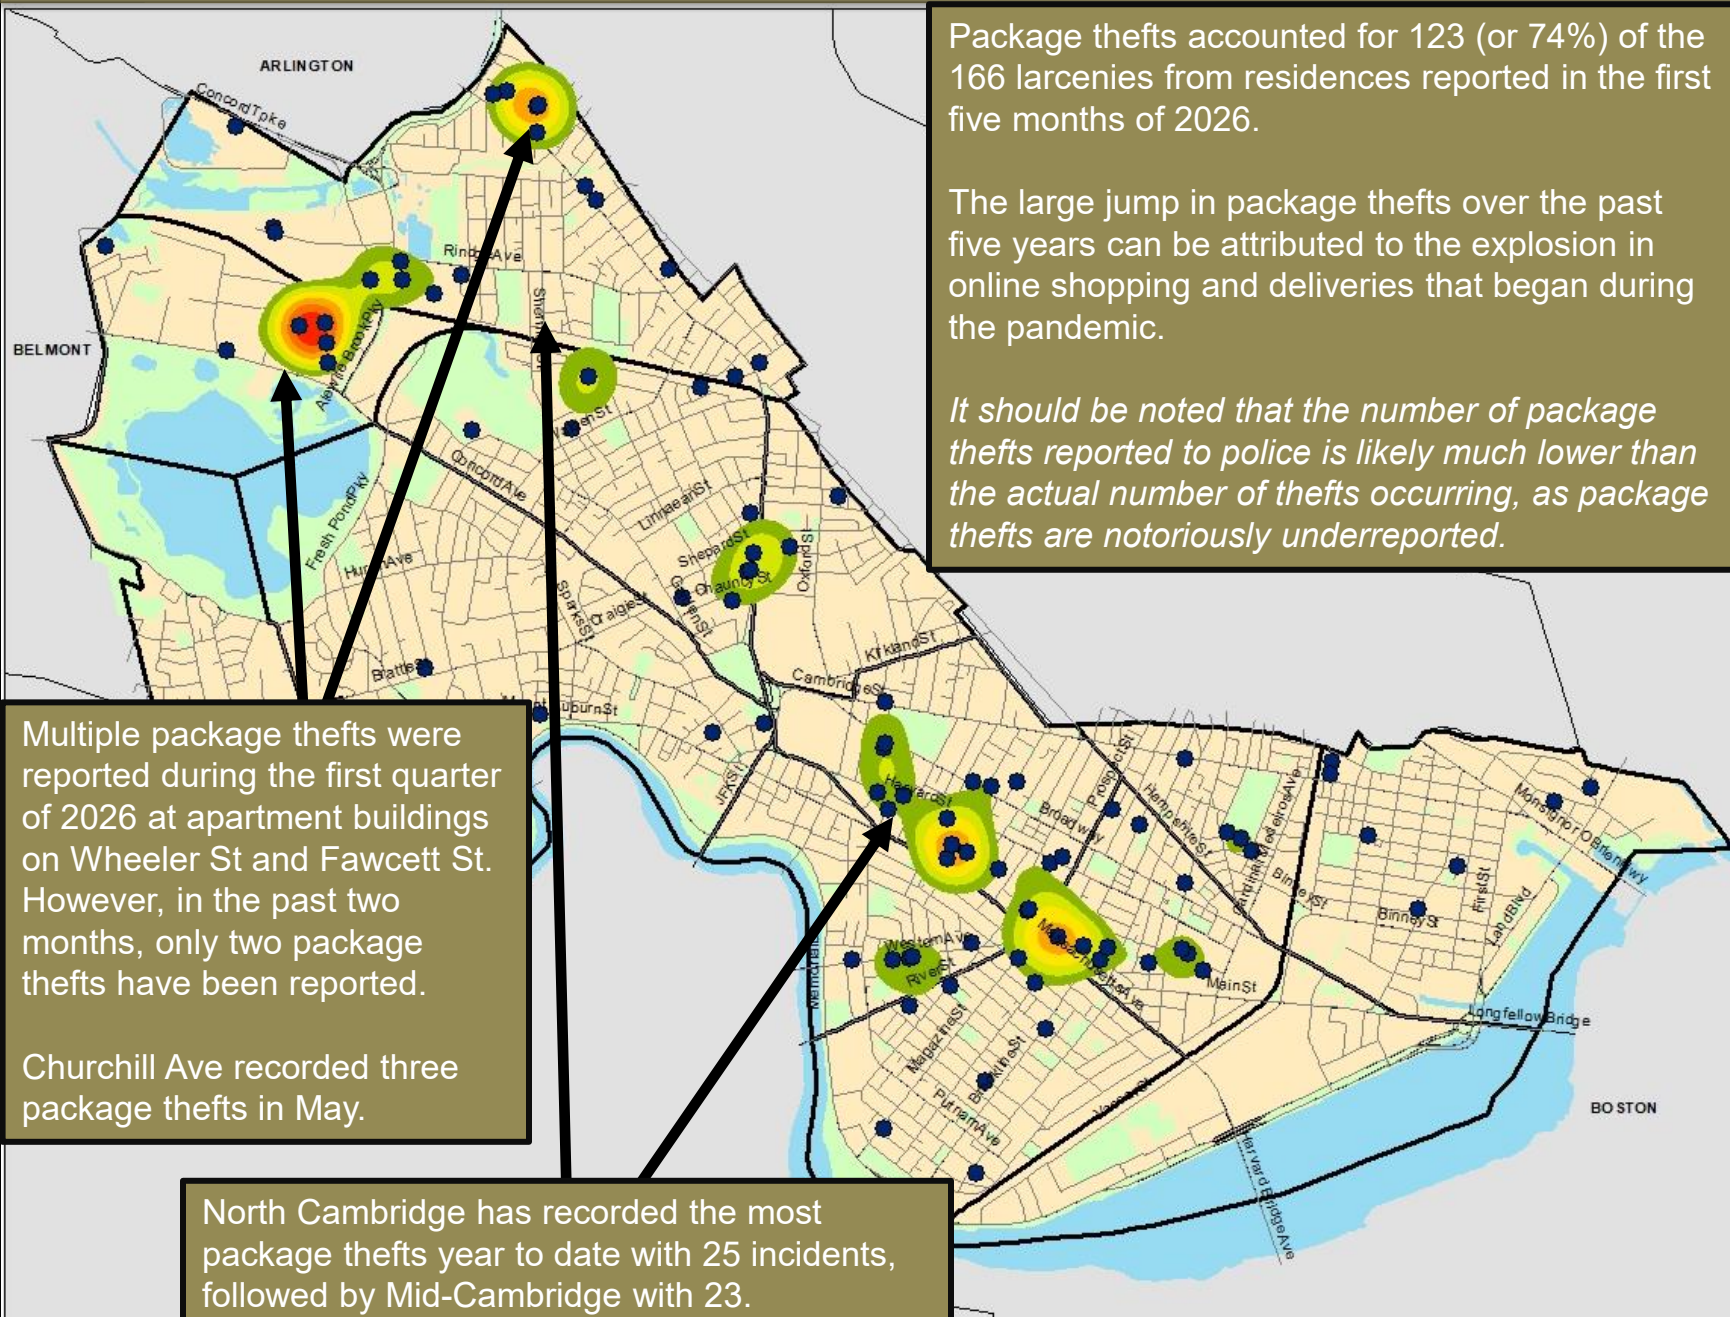 Package thefts accounted for 123 (or 74%) of the
166 larcenies from residences reported in the first
five months of 2026.
The large jump in package thefts over the past
five years can be attributed to the explosion in
online shopping and deliveries that began during
the pandemic.
It should be noted that the number of package
thefts reported to police is likely much lower than
the actual number of thefts occurring, as package
thefts are notoriously underreported.
ARLINGTON
Concord Tpke
Rindge Ave
BELMONT
Alewife Brook Pky
Concord Ave
Linnaean St
Fresh Pond Pky
Shepard St
Oxford St
Chauncy St
Sparks St
Craigie St
Kirkland St
Brattle St
Cambridge St
JFK St
Harvard St
Broadway
Prospect St
Hampshire St
Monsignor O'Brien Hwy
Binney St
Binney St
First St
Land Blvd
Western Ave
River St
Massachusetts Ave
Main St
Longfellow Bridge
Magazine St
Putnam Ave
Harvard Bridge Ave
BOSTON
Multiple package thefts were
reported during the first quarter
of 2026 at apartment buildings
on Wheeler St and Fawcett St.
However, in the past two
months, only two package
thefts have been reported.
Churchill Ave recorded three
package thefts in May.
North Cambridge has recorded the most
package thefts year to date with 25 incidents,
followed by Mid-Cambridge with 23.